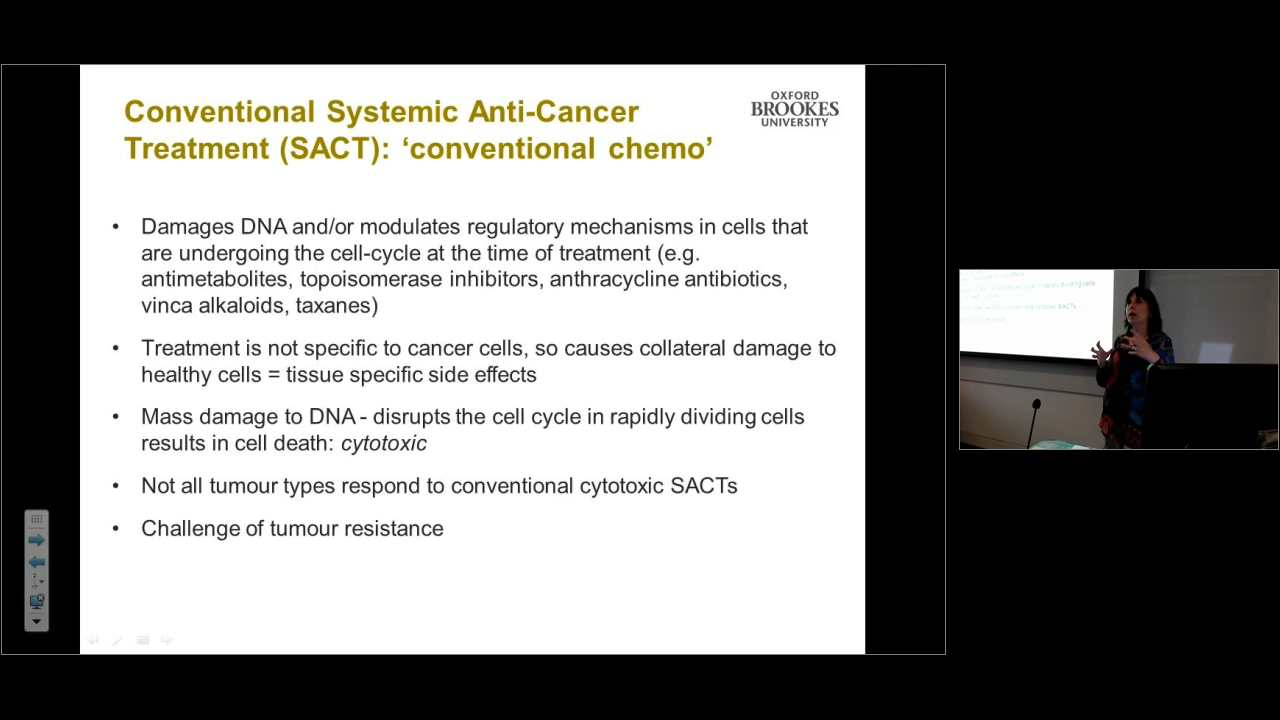 Conventional Systemic Anti-Cancer
Treatment (SACT): ‘conventional chemo’
OXFORD
BROOKES
UNIVERSITY
• Damages DNA and/or modulates regulatory mechanisms in cells that
are undergoing the cell-cycle at the time of treatment (e.g.
antimetabolites, topoisomerase inhibitors, anthracycline antibiotics,
vinca alkaloids, taxanes)
• Treatment is not specific to cancer cells, so causes collateral damage to
healthy cells = tissue specific side effects
• Mass damage to DNA - disrupts the cell cycle in rapidly dividing cells
results in cell death: cytotoxic
• Not all tumour types respond to conventional cytotoxic SACTs
• Challenge of tumour resistance